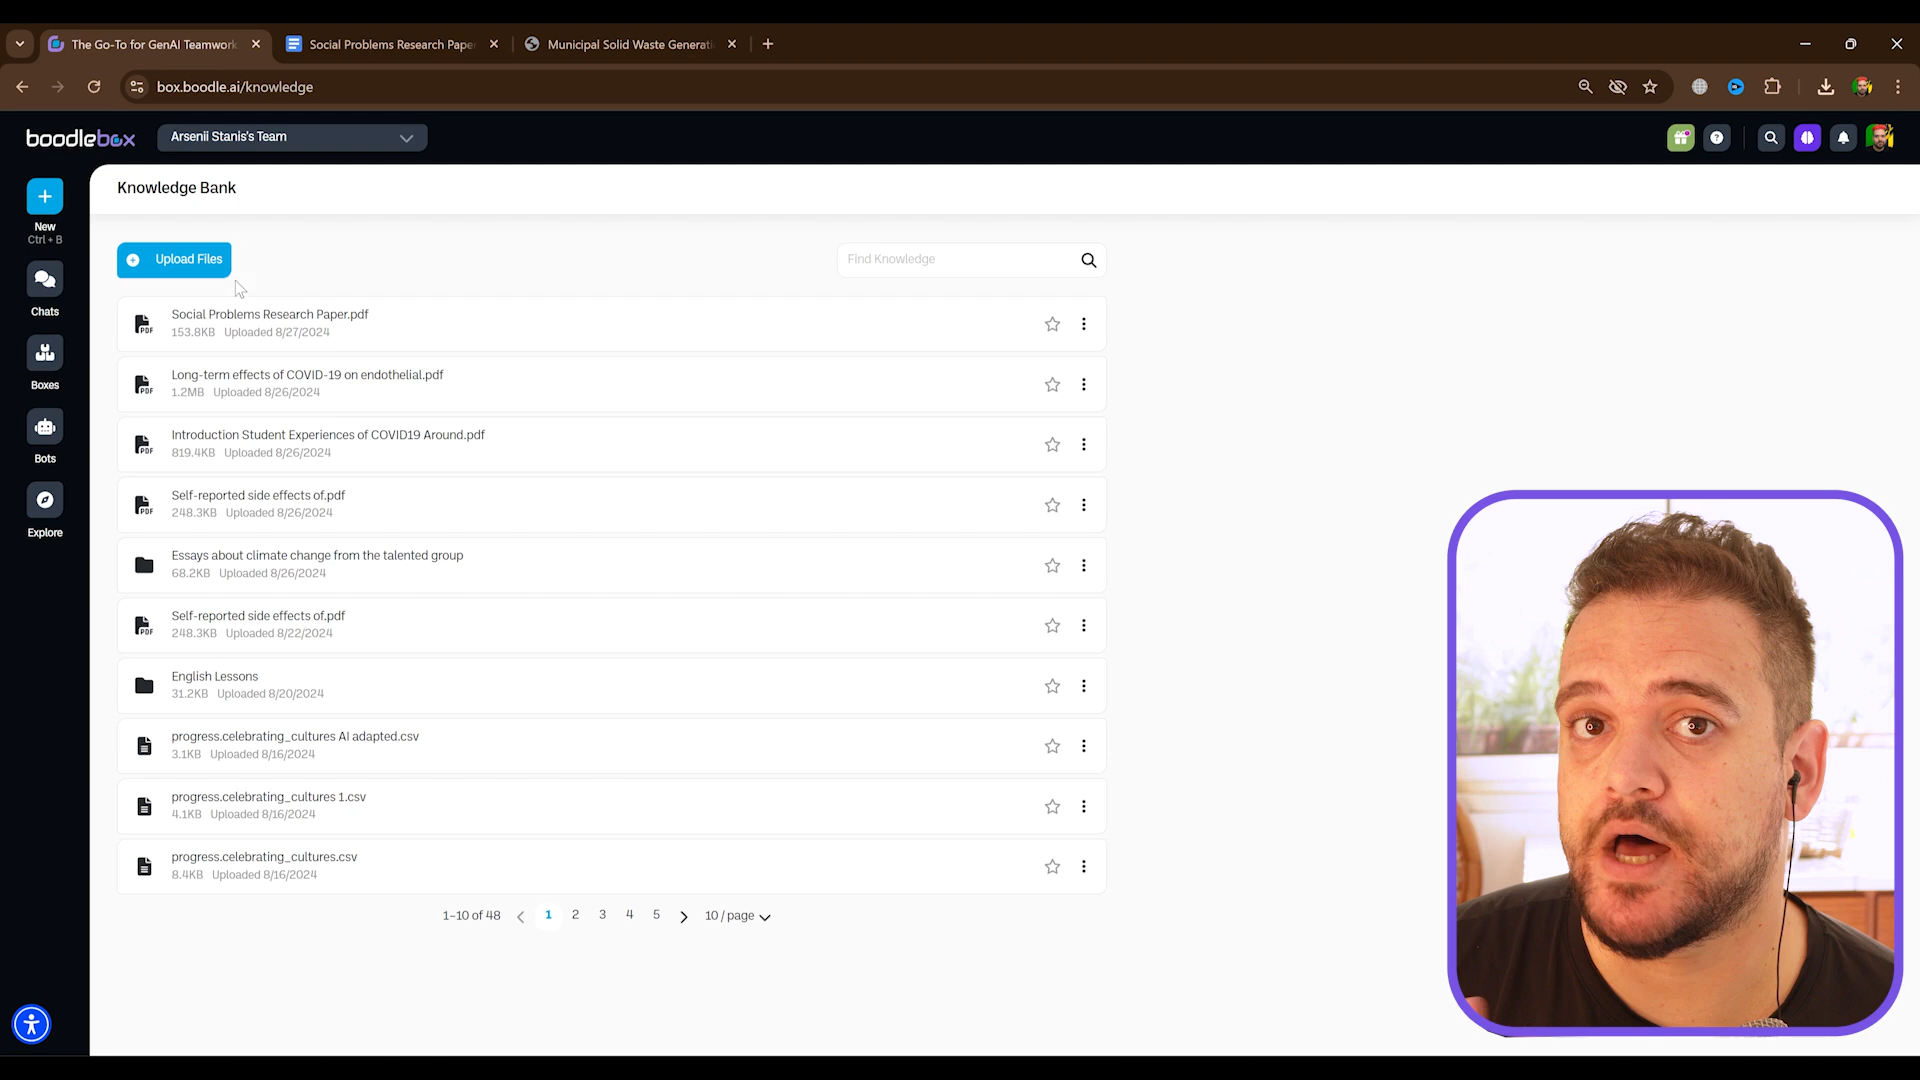 The Go-To for GenAI Teamwork
Social Problems Research Pape
Municipal Solid Waste Generati
box.boodle.ai/knowledge
boodlebox
Arsenii Stanis's Team
Knowledge Bank
New
Ctrl + B
Chats
Boxes
Bots
Explore
Upload Files
Find Knowledge
PDF
Social Problems Research Paper.pdf
153.8KB Uploaded 8/27/2024
PDF
Long-term effects of COVID-19 on endothelial.pdf
1.2MB Uploaded 8/26/2024
PDF
Introduction Student Experiences of COVID19 Around.pdf
819.4KB Uploaded 8/26/2024
PDF
Self-reported side effects of.pdf
248.3KB Uploaded 8/26/2024
Essays about climate change from the talented group
68.2KB Uploaded 8/26/2024
PDF
Self-reported side effects of.pdf
248.3KB Uploaded 8/22/2024
English Lessons
31.2KB Uploaded 8/20/2024
progress.celebrating_cultures AI adapted.csv
3.1KB Uploaded 8/16/2024
progress.celebrating_cultures 1.csv
4.1KB Uploaded 8/16/2024
progress.celebrating_cultures.csv
8.4KB Uploaded 8/16/2024
1-10 of 48 1 2 3 4 5 10 / page